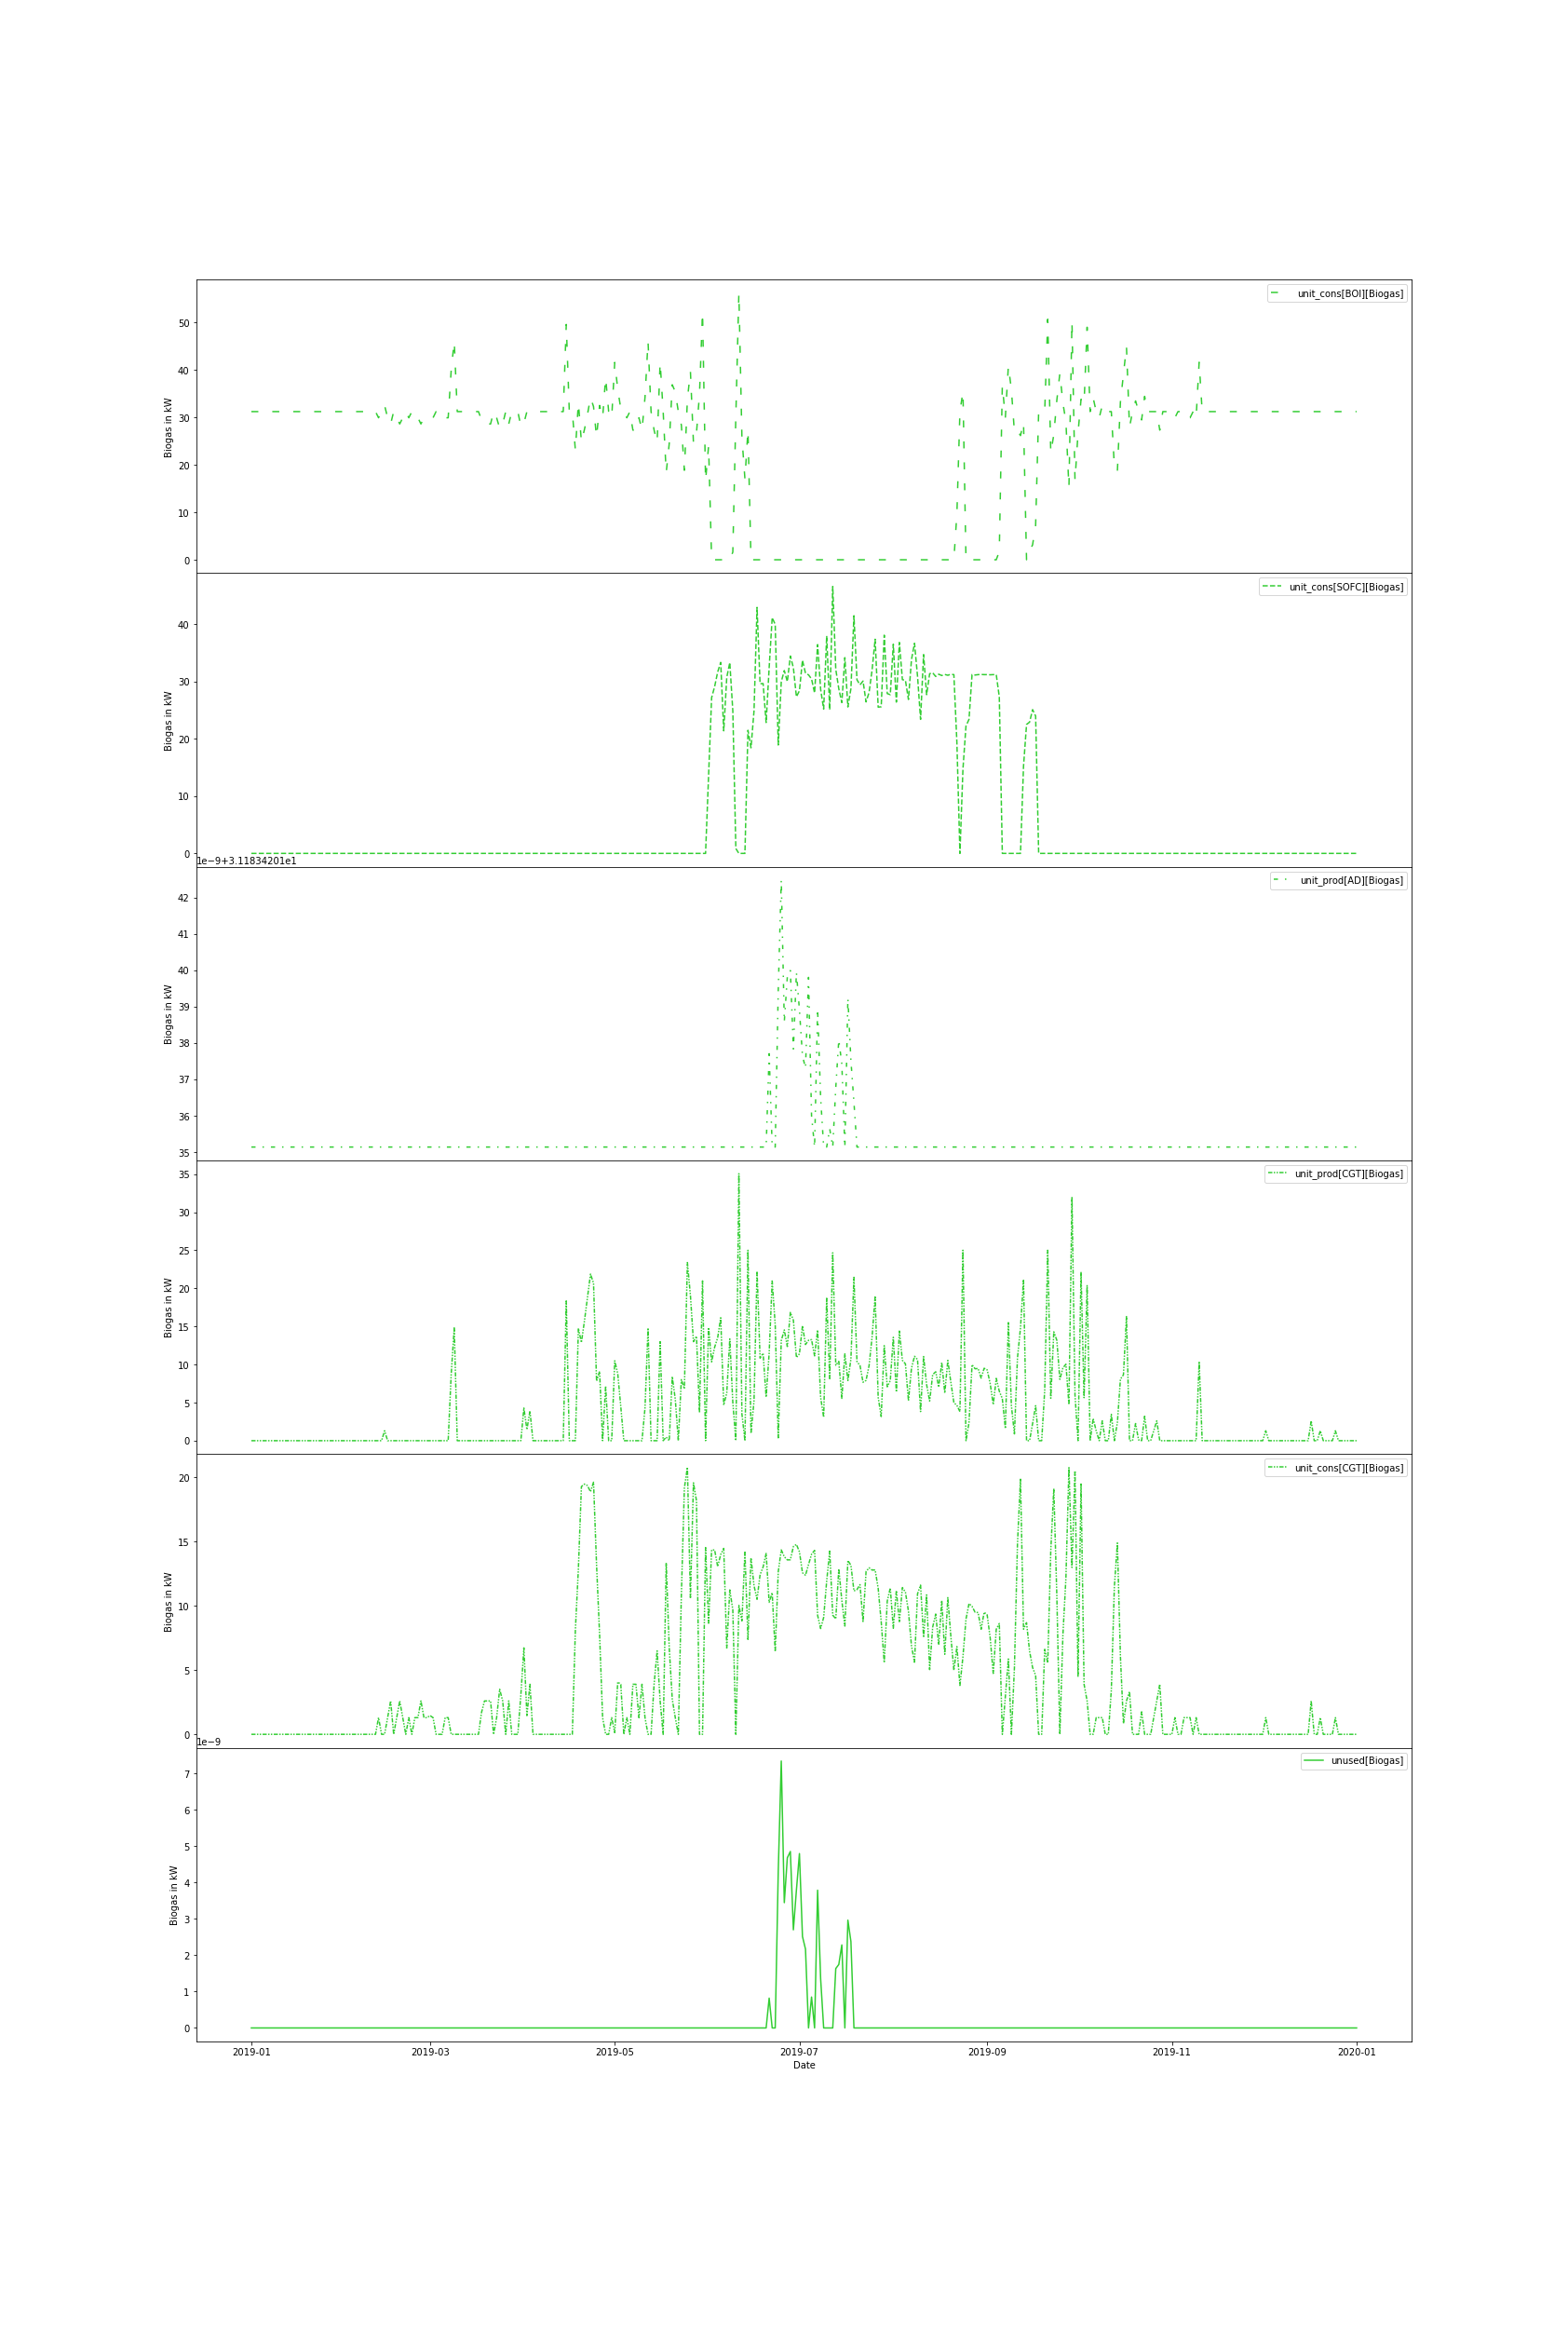 unit_cons[BOI][Biogas]
50
40
30
20
10
0
Biogas in kW
unit_cons[SOFC][Biogas]
40
30
20
10
0
Biogas in kW
1e−9+3.11834201e1
unit_prod[AD][Biogas]
42
41
40
39
38
37
36
35
Biogas in kW
unit_prod[CGT][Biogas]
35
30
25
20
15
10
5
0
Biogas in kW
unit_cons[CGT][Biogas]
20
15
10
5
0
Biogas in kW
1e−9
unused[Biogas]
7
6
5
4
3
2
1
0
Biogas in kW
2019-01 2019-03 2019-05 2019-07 2019-09 2019-11 2020-01
Date